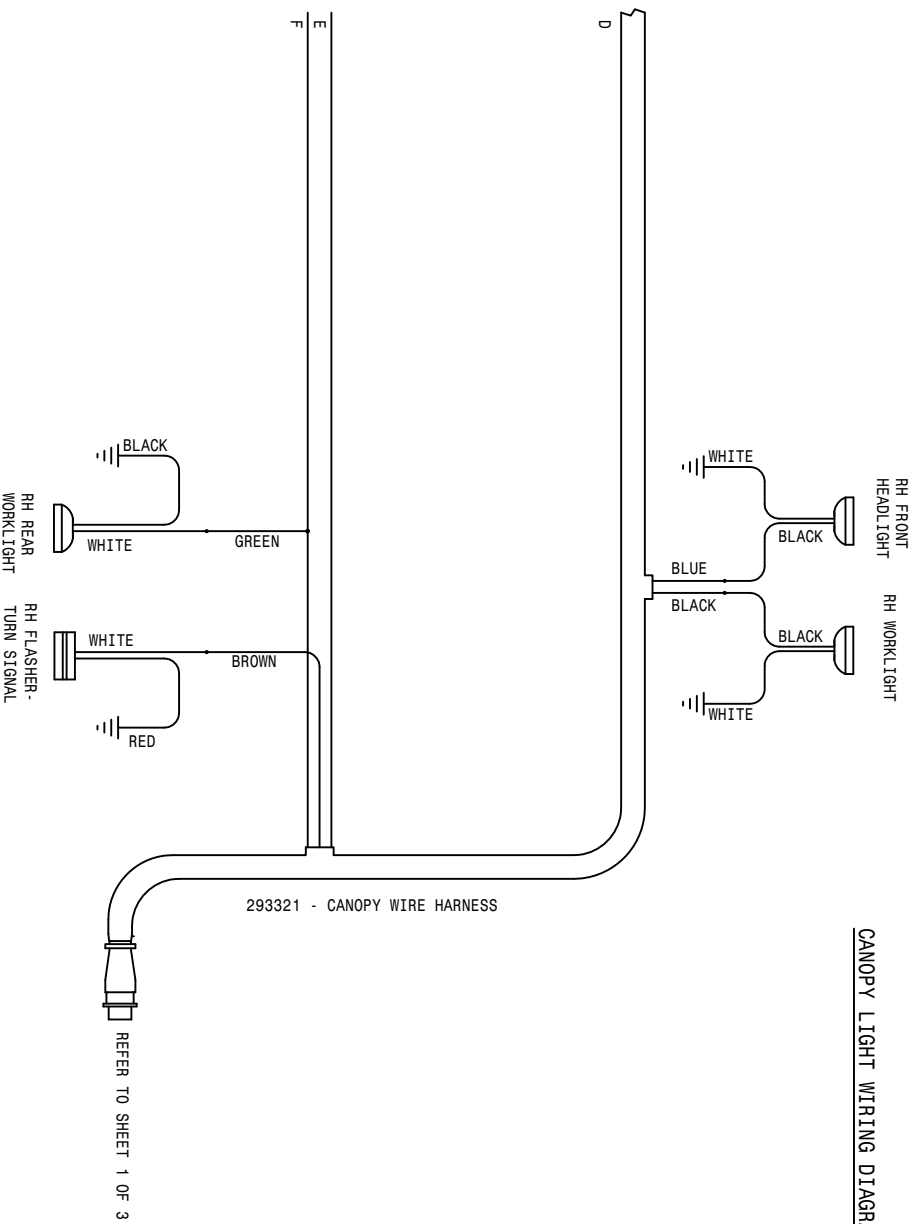 F
E
D
BLACK
WHITE
GREEN
RH REAR
WORKLIGHT
WHITE
BROWN
RED
RH FLASHER-
TURN SIGNAL
WHITE
BLACK
RH FRONT
HEADLIGHT
BLUE
BLACK
BLACK
WHITE
RH WORKLIGHT
293321 - CANOPY WIRE HARNESS
REFER TO SHEET 1 OF 3
CANOPY LIGHT WIRING